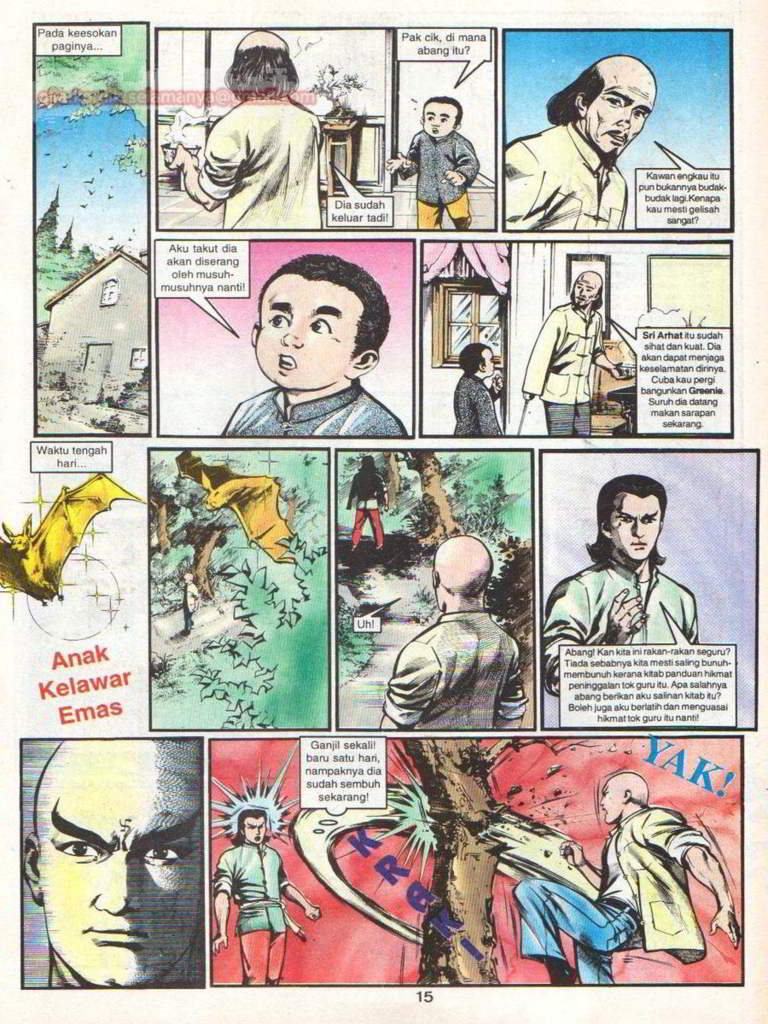 Pada keesokan
paginya...
Pak cik, di mana
abang itu?
Dia sudah
keluar tadi!
Kawan engkau itu
pun bukannya budak-
budak lagi.Kenapa
kau mesti gelisah
sangat?
Aku takut dia
akan diserang
oleh musuh-
musuhnya nanti!
Sri Arhat itu sudah
sihat dan kuat. Dia
akan dapat menjaga
keselamatan dirinya.
Cuba kau pergi
bangunkan Greenie.
Suruh dia datang
makan sarapan
sekarang.
Waktu tengah
hari...
Anak
Kelawar
Emas
Uh!
Abang! Kan kita ini rakan-rakan seguru?
Tiada sebabnya kita mesti saling bunuh-
membunuh kerana kitab panduan hikmat
peninggalan tok guru itu. Apa salahnya
abang berikan aku salinan kitab itu?
Boleh juga aku berlatih dan menguasai
hikmat tok guru itu nanti!
Ganjil sekali!
baru satu hari,
nampaknya dia
sudah sembuh
sekarang!
YAK!
15